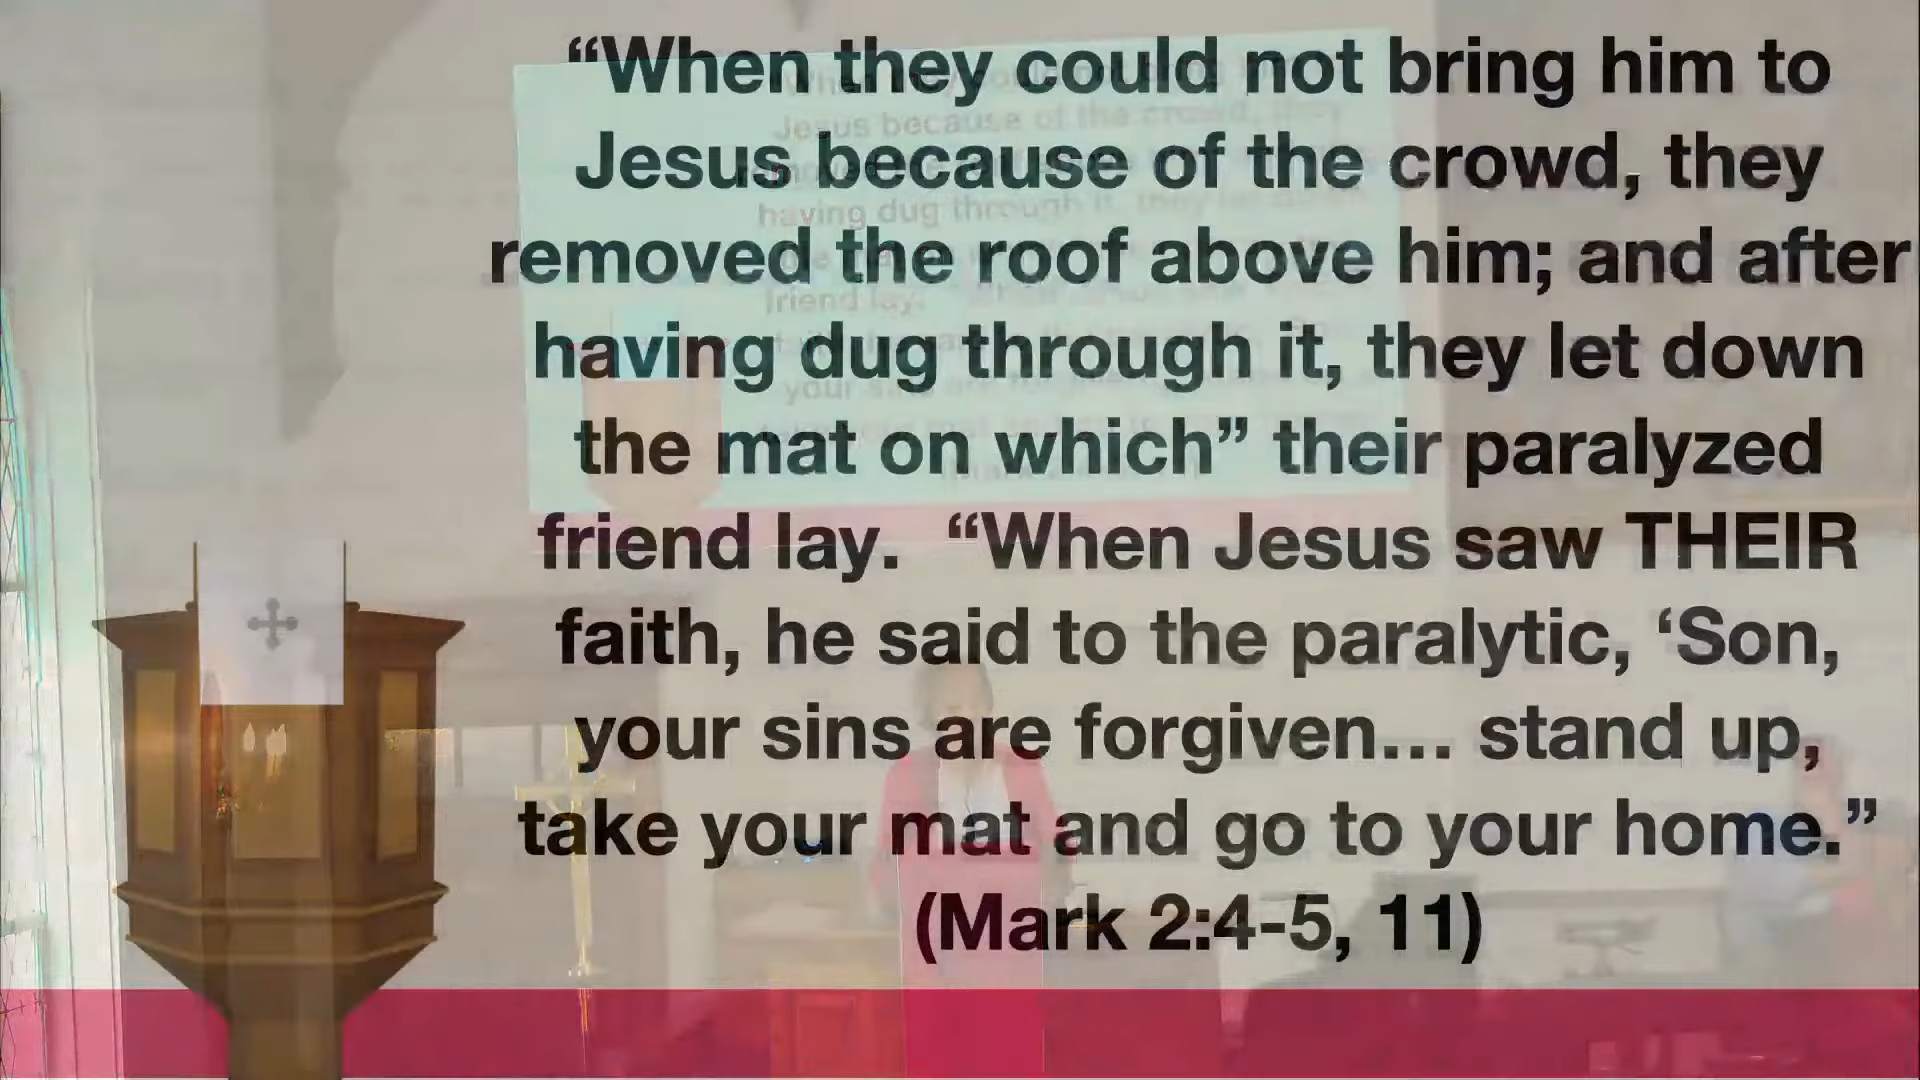 “When they could not bring him to
Jesus because of the crowd, they
removed the roof above him; and after
having dug through it, they let down
the mat on which” their paralyzed
friend lay.  “When Jesus saw THEIR
faith, he said to the paralytic, ‘Son,
your sins are forgiven... stand up,
take your mat and go to your home.”
(Mark 2:4-5, 11)